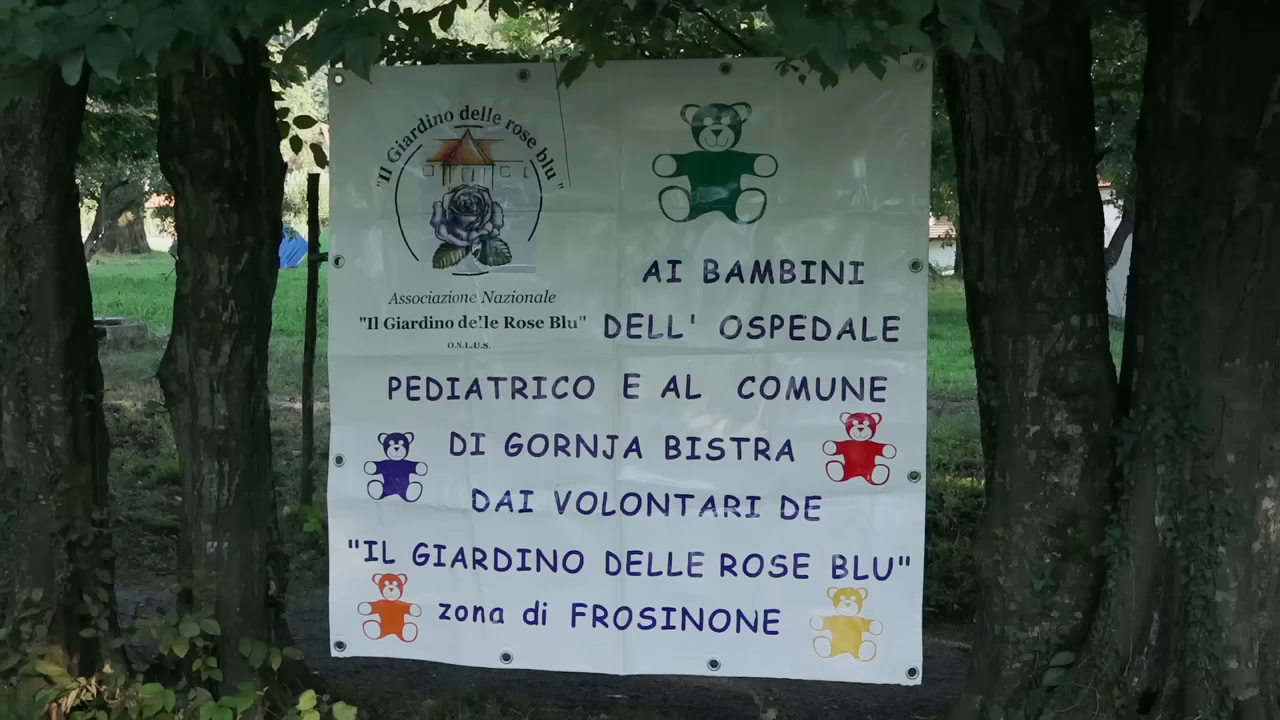 "Il Giardino delle rose blu"
Associazione Nazionale
"Il Giardino delle Rose Blu"
O.N.L.U.S.
AI BAMBINI
DELL' OSPEDALE
PEDIATRICO E AL COMUNE
DI GORNJA BISTRA
DAI VOLONTARI DE
"IL GIARDINO DELLE ROSE BLU"
zona di FROSINONE